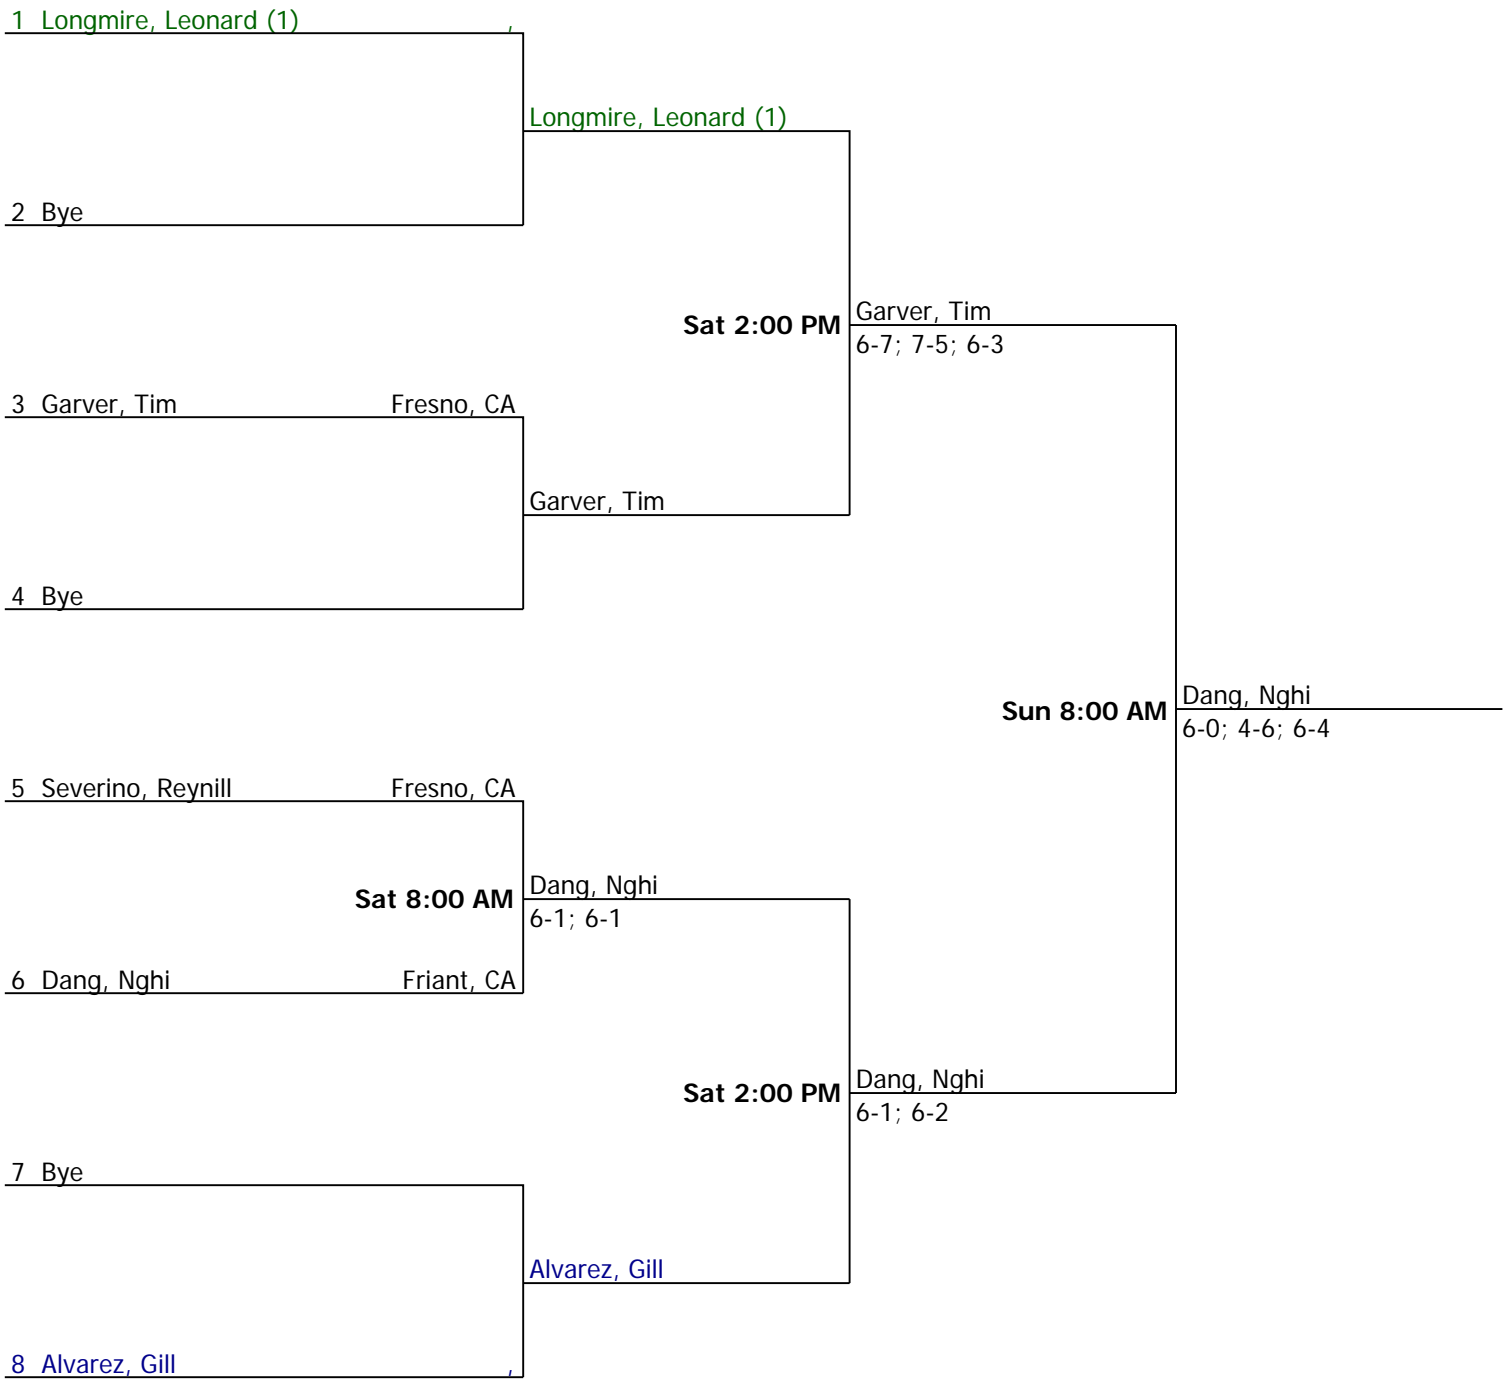 1 Longmire, Leonard (1) ,
Longmire, Leonard (1)
2 Bye
Garver, Tim
Sat 2:00 PM
6-7; 7-5; 6-3
3 Garver, Tim Fresno, CA
Garver, Tim
4 Bye
Dang, Nghi
Sun 8:00 AM
6-0; 4-6; 6-4
5 Severino, Reynill Fresno, CA
Dang, Nghi
Sat 8:00 AM
6-1; 6-1
6 Dang, Nghi Friant, CA
Dang, Nghi
Sat 2:00 PM
6-1; 6-2
7 Bye
Alvarez, Gill
8 Alvarez, Gill ,